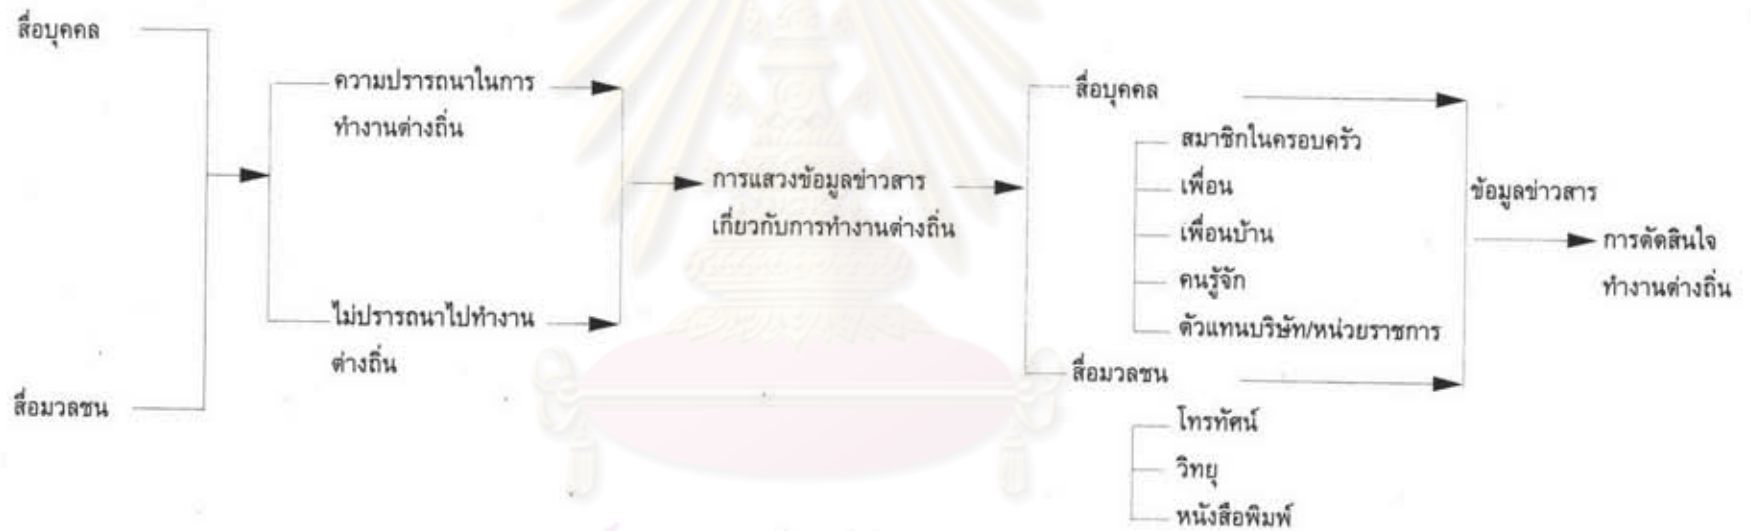 สื่อบุคคล
ความปรารถนาในการ
ทำงานต่างถิ่น
ไม่ปรารถนาไปทำงาน
ต่างถิ่น
สื่อมวลชน
การแสวงข้อมูลข่าวสาร
เกี่ยวกับการทำงานต่างถิ่น
สื่อบุคคล
สมาชิกในครอบครัว
เพื่อน
เพื่อนบ้าน
คนรู้จัก
ตัวแทนบริษัท/หน่วยราชการ
สื่อมวลชน
โทรทัศน์
วิทยุ
หนังสือพิมพ์
ข้อมูลข่าวสาร
การตัดสินใจ
ทำงานต่างถิ่น